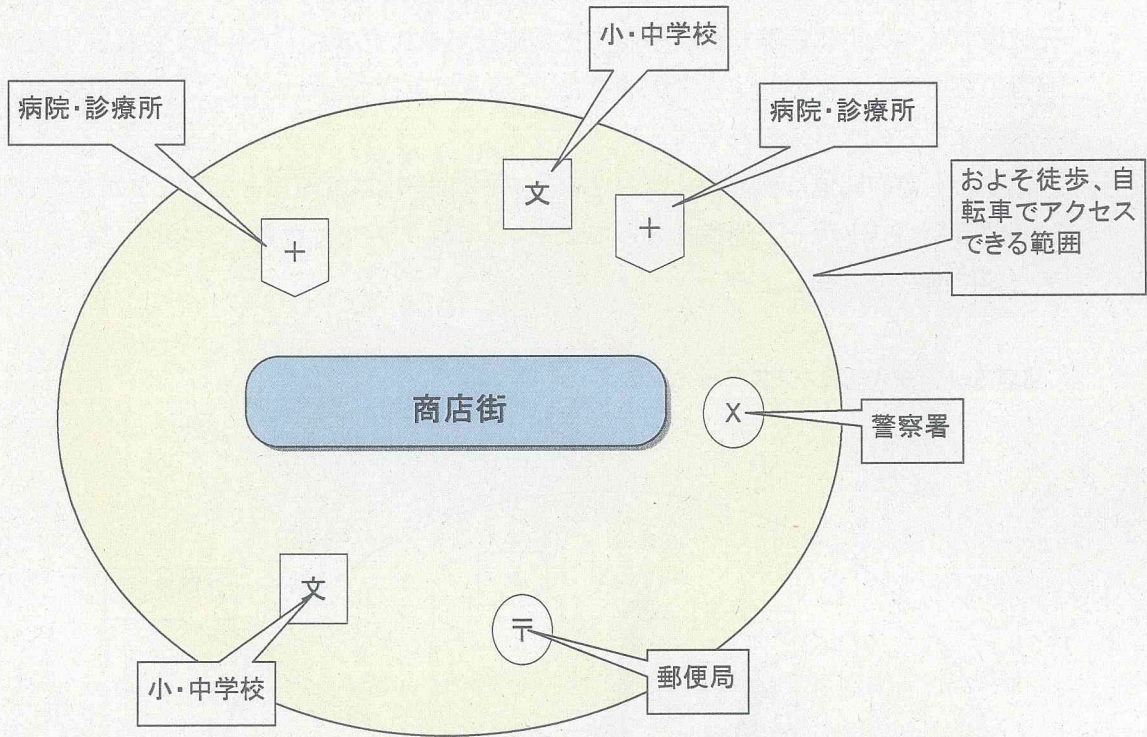 小・中学校
病院・診療所
病院・診療所
文
およそ徒歩、自
転車でアクセス
できる範囲
+
+
商店街
X
警察署
文
〒
小・中学校
郵便局